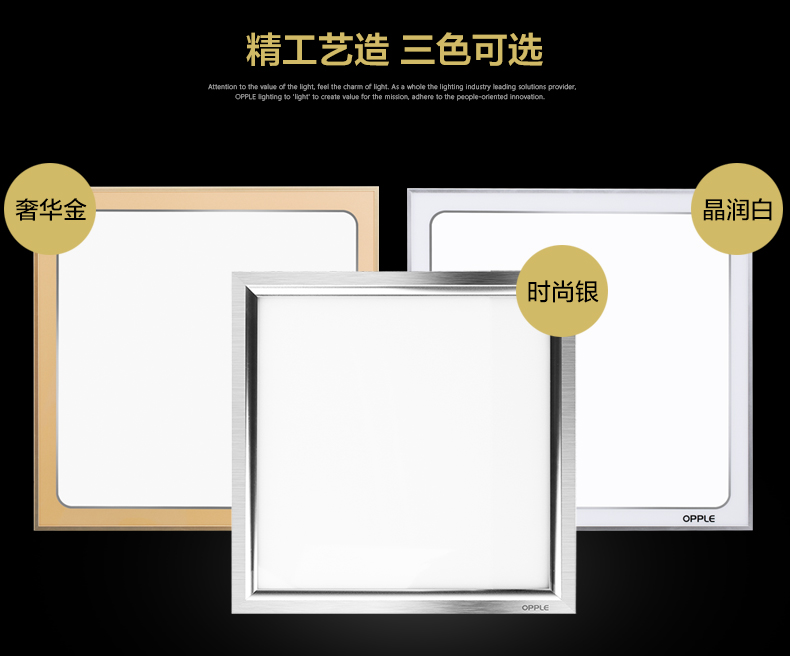 精工艺造 三色可选
Attention to the value of the light, feel the charm of light. As a whole the lighting industry leading solutions provider,
OPPLE lighting to 'light' to create value for the mission, adhere to the people-oriented innovation.
奢华金
晶润白
时尚银
OPPLE
OPPLE